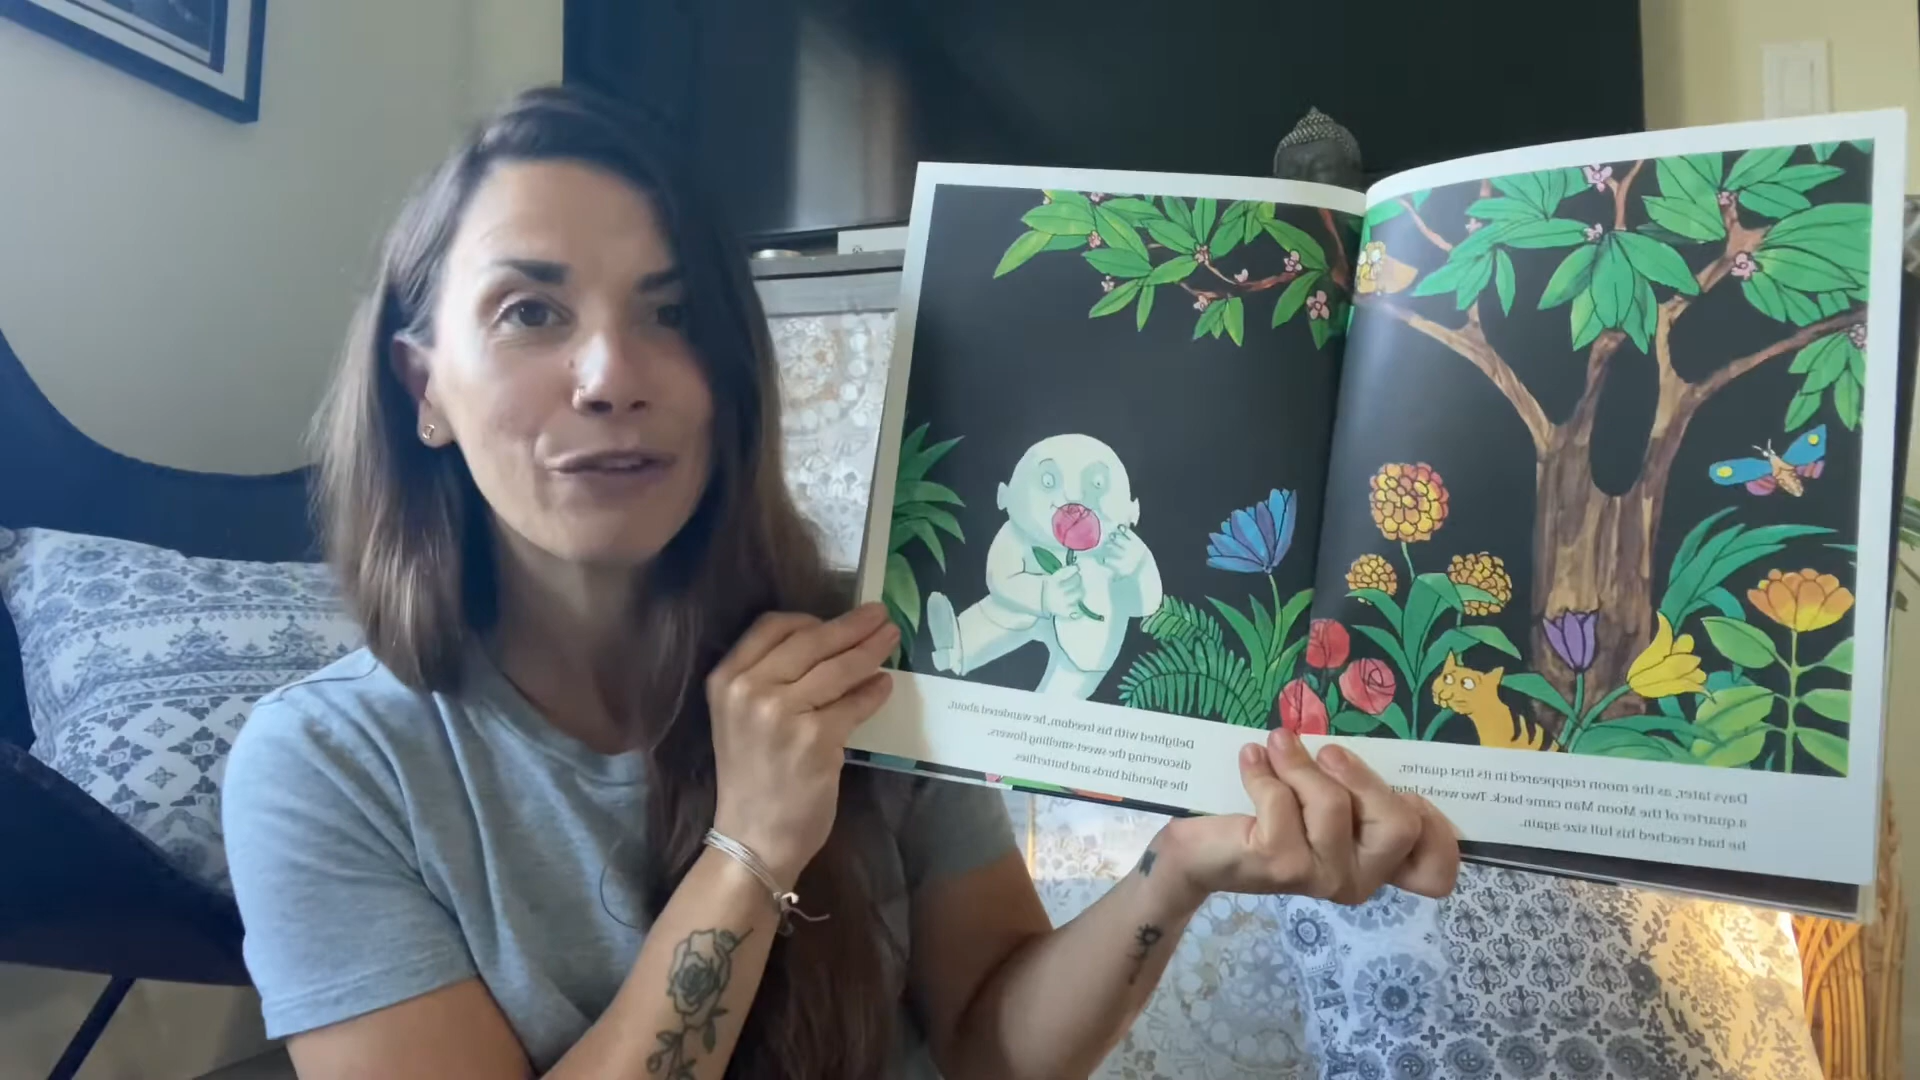 Delighted with his freedom, he wandered about,
discovering the sweet-smelling flowers,
the splendid birds and butterflies.
Days later, as the moon reappeared in its first quarter,
a quarter of the Moon Man came back. Two weeks later
he had reached his full size again.